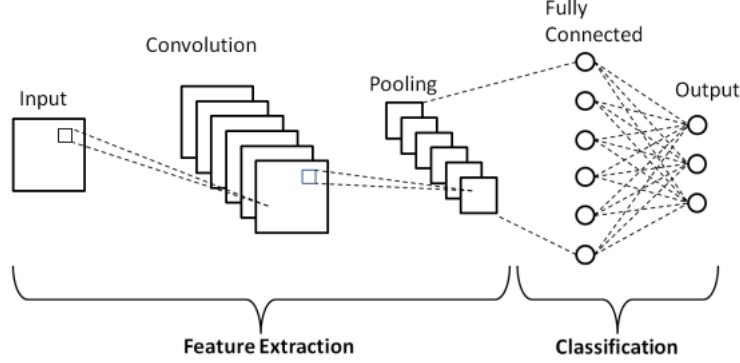 Input
Convolution
Pooling
Fully
Connected
Output
Feature Extraction
Classification